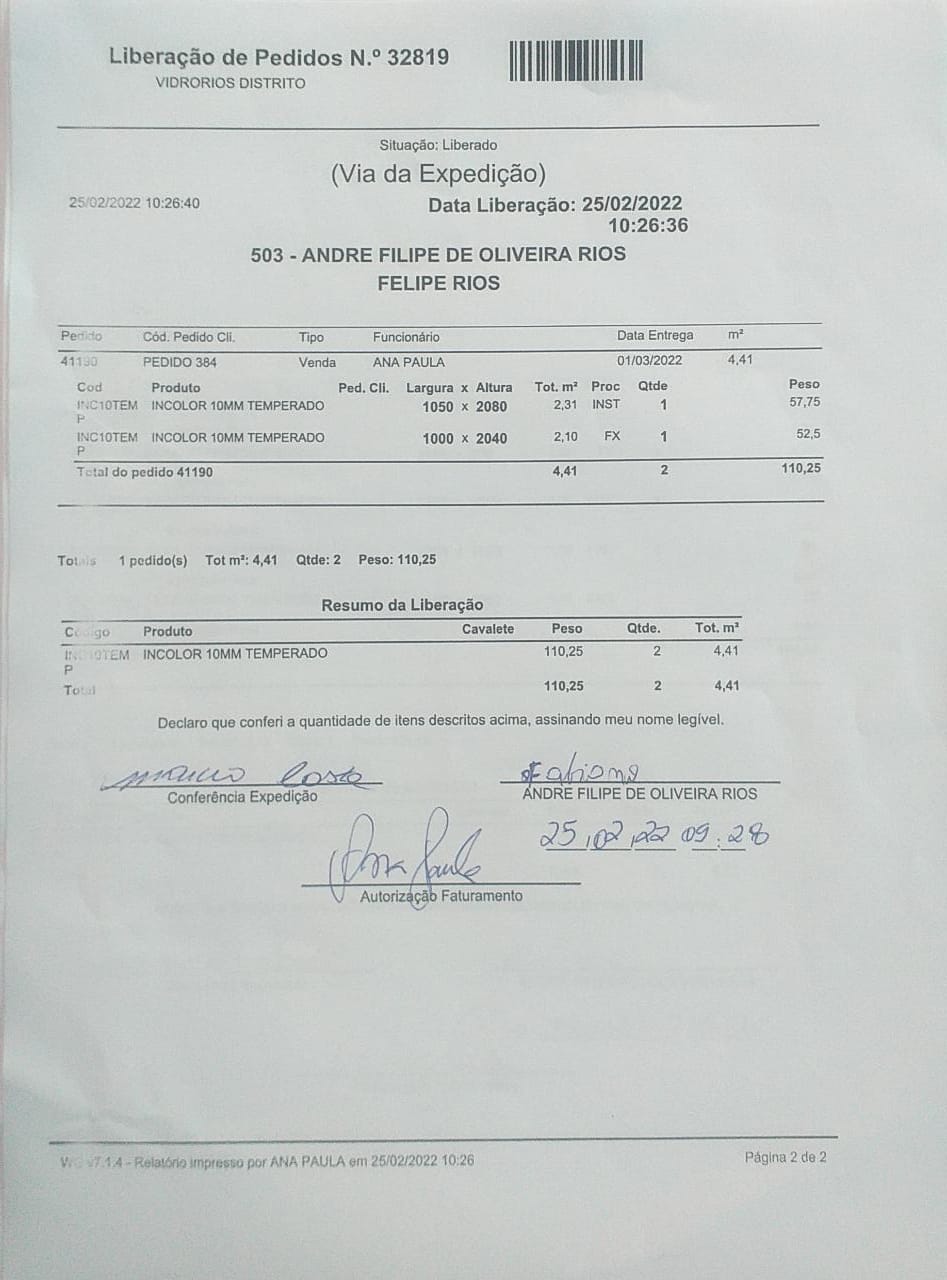 Liberação de Pedidos N.º 32819
VIDRORIOS DISTRITO
Situação: Liberado
(Via da Expedição)
25/02/2022 10:26:40 Data Liberação: 25/02/2022
10:26:36
503 - ANDRE FILIPE DE OLIVEIRA RIOS
FELIPE RIOS
Pedido Cód. Pedido Cli. Tipo Funcionário Data Entrega m²
41190 PEDIDO 384 Venda ANA PAULA 01/03/2022 4,41
Cod Produto Ped. Cli. Largura x Altura Tot. m² Proc Qtde Peso
INC10TEM INCOLOR 10MM TEMPERADO 1050 x 2080 2,31 INST 1 57,75
P
INC10TEM INCOLOR 10MM TEMPERADO 1000 x 2040 2,10 FX 1 52,5
P
Total do pedido 41190 4,41 2 110,25
Totais 1 pedido(s) Tot m²: 4,41 Qtde: 2 Peso: 110,25
Resumo da Liberação
Código Produto Cavalete Peso Qtde. Tot. m²
INC10TEM INCOLOR 10MM TEMPERADO 110,25 2 4,41
P
Total 110,25 2 4,41
Declaro que conferi a quantidade de itens descritos acima, assinando meu nome legível.
Conferência Expedição ANDRE FILIPE DE OLIVEIRA RIOS
25,02,22 09:28
Ana Paula
Autorização Faturamento
v7.1.4 - Relatório impresso por ANA PAULA em 25/02/2022 10:26 Página 2 de 2